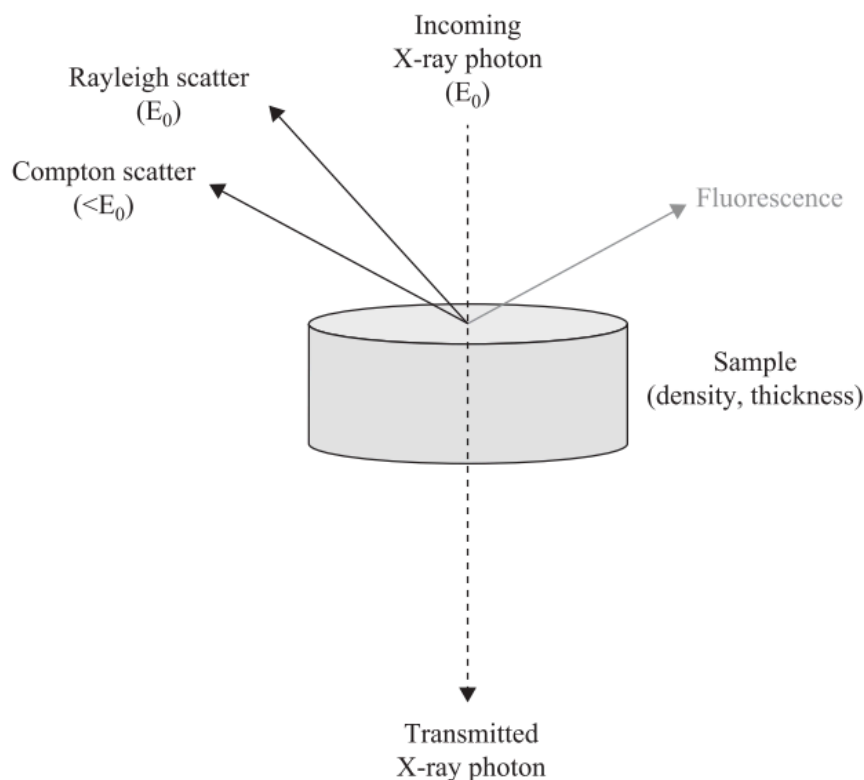 Incoming
X-ray photon
(E₀)
Rayleigh scatter
(E₀)
Compton scatter
(<E₀)
Fluorescence
Sample
(density, thickness)
Transmitted
X-ray photon